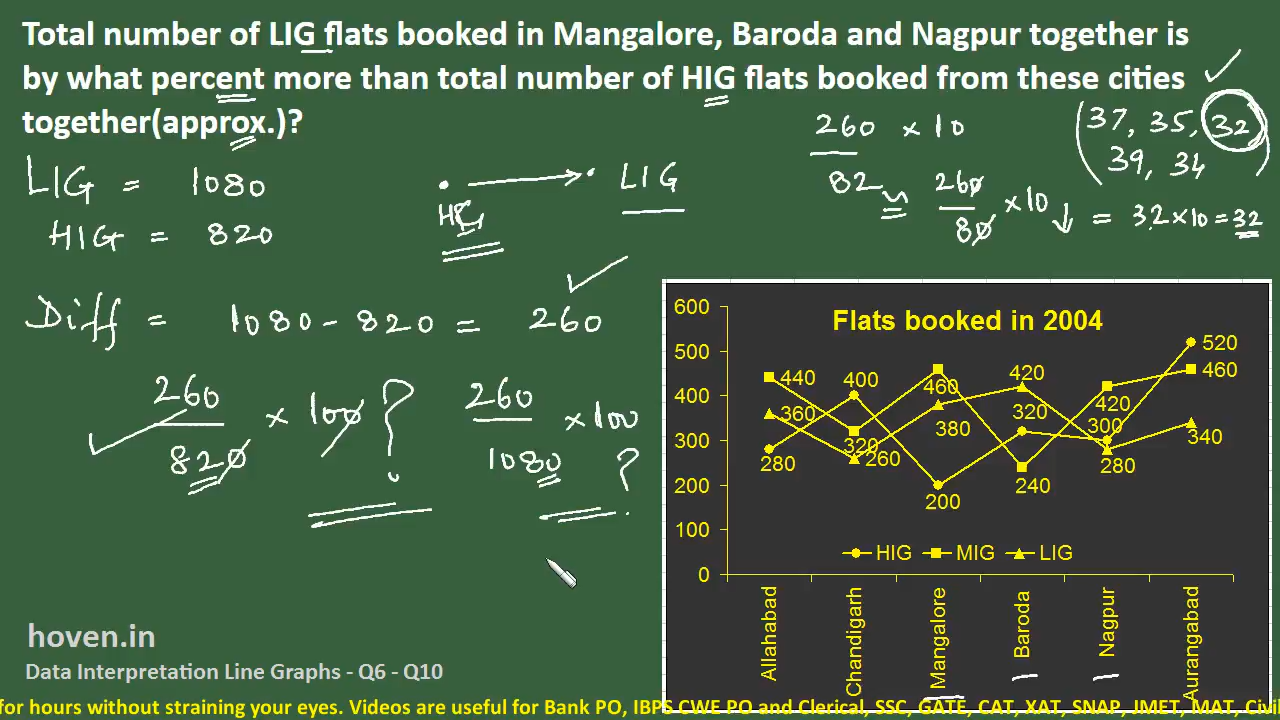 Total number of LIG flats booked in Mangalore, Baroda and Nagpur together is
by what percent more than total number of HIG flats booked from these cities
together(approx.)?
LIG = 1080
HIG = 820
HIG
LIG
260 × 10
82
≈ 260 × 10 = 3.2 × 10 = 32
80
(37, 35, 32
39, 34)
Diff = 1080 - 820 = 260
260 × 100 ?
820
260 × 100
1080 ?
Flats booked in 2004
600
500
400
300
200
100
0
440
360
280
400
320
260
460
380
200
420
320
240
420
300
280
520
460
340
HIG MIG LIG
Allahabad
Chandigarh
Mangalore
Baroda
Nagpur
Aurangabad
hoven.in
Data Interpretation Line Graphs - Q6 - Q10
for hours without straining your eyes. Videos are useful for Bank PO, IBPS CWE PO and Clerical, SSC, GATE, CAT, XAT, SNAP, JMET, MAT, Civil